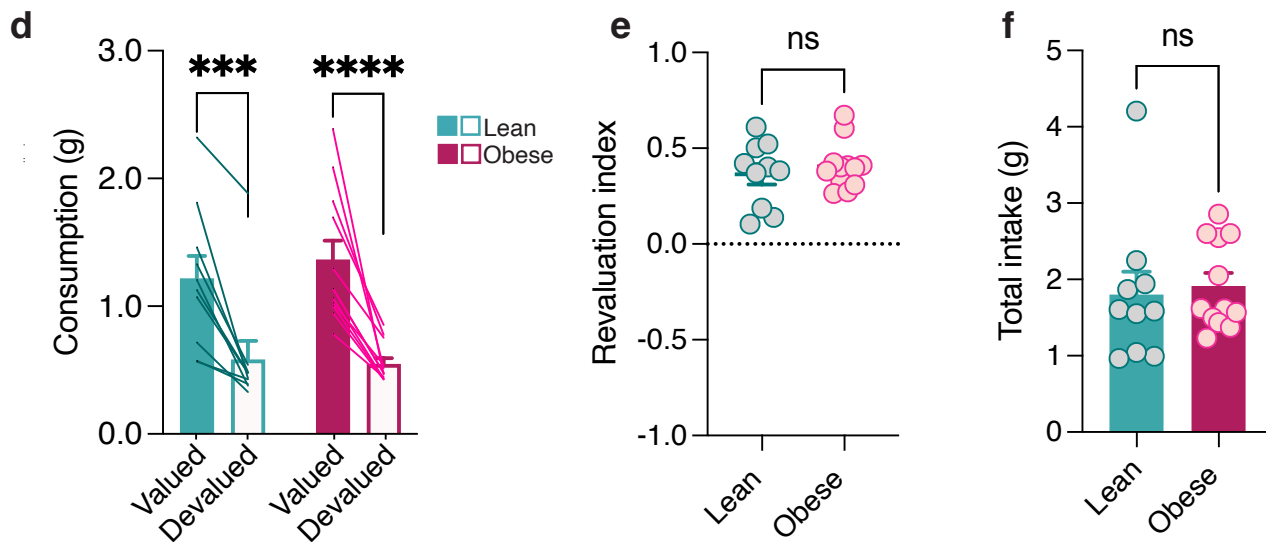 d
3.0
2.0
1.0
0.0
Consumption (g)
***
****
Valued
Devalued
Valued
Devalued
Lean
Obese
e
1.0
0.5
0.0
-0.5
-1.0
Revaluation index
ns
Lean
Obese
f
5
4
3
2
1
0
Total intake (g)
ns
Lean
Obese